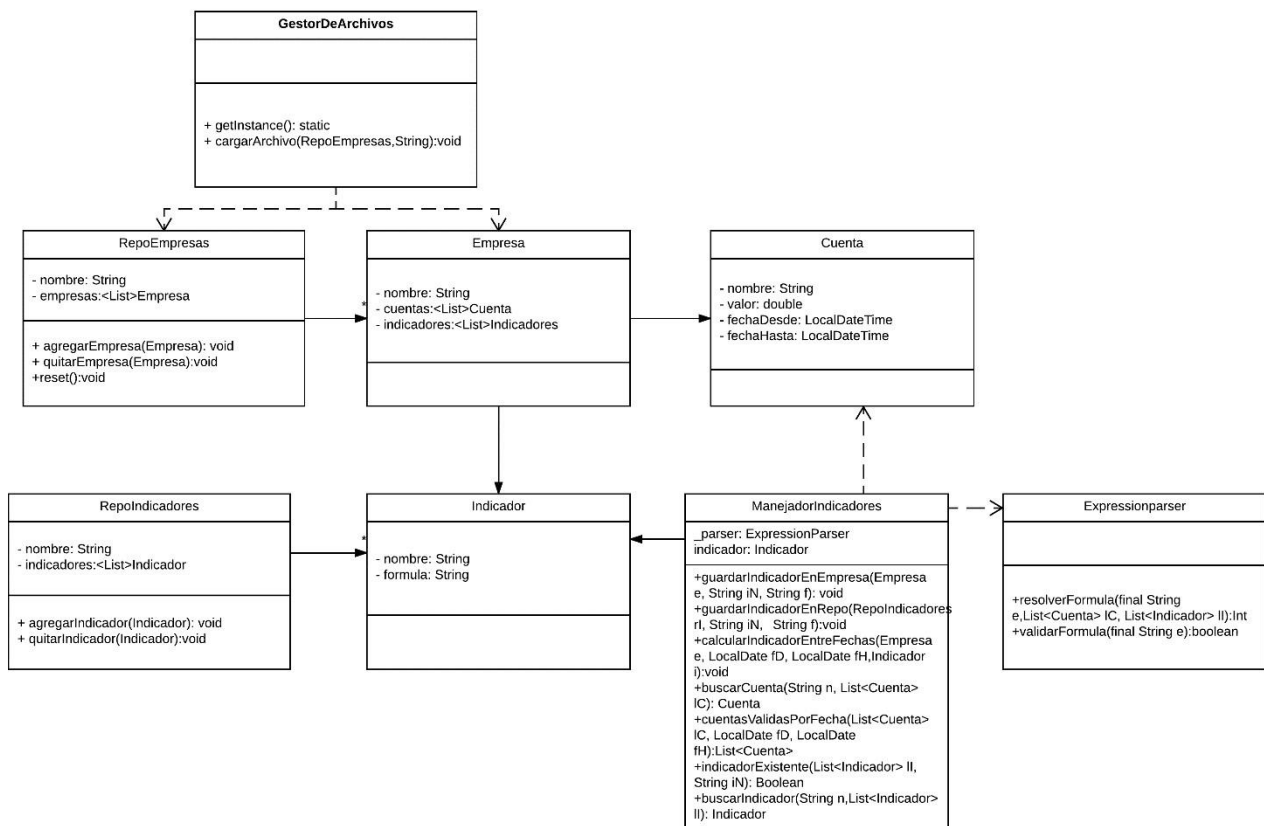 GestorDeArchivos
+ getInstance(): static
+ cargarArchivo(RepoEmpresas,String):void
RepoEmpresas
- nombre: String
- empresas:<List>Empresa
+ agregarEmpresa(Empresa): void
+ quitarEmpresa(Empresa):void
+reset():void
*
Empresa
- nombre: String
- cuentas:<List>Cuenta
- indicadores:<List>Indicadores
Cuenta
- nombre: String
- valor: double
- fechaDesde: LocalDateTime
- fechaHasta: LocalDateTime
RepoIndicadores
- nombre: String
- indicadores:<List>Indicador
+ agregarIndicador(Indicador): void
+ quitarIndicador(Indicador):void
*
Indicador
- nombre: String
- formula: String
ManejadorIndicadores
_parser: ExpressionParser
indicador: Indicador
+guardarIndicadorEnEmpresa(Empresa
e, String iN, String f): void
+guardarIndicadorEnRepo(RepoIndicadores
rI, String iN, String f):void
+calcularIndicadorEntreFechas(Empresa
e, LocalDate fD, LocalDate fH,Indicador
i):void
+buscarCuenta(String n, List<Cuenta>
lC): Cuenta
+cuentasValidasPorFecha(List<Cuenta>
lC, LocalDate fD, LocalDate
fH):List<Cuenta>
+indicadorExistente(List<Indicador> lI,
String iN): Boolean
+buscarIndicador(String n,List<Indicador>
lI): Indicador
Expressionparser
+resolverFormula(final String
e,List<Cuenta> lC, List<Indicador> lI):Int
+validarFormula(final String e):boolean